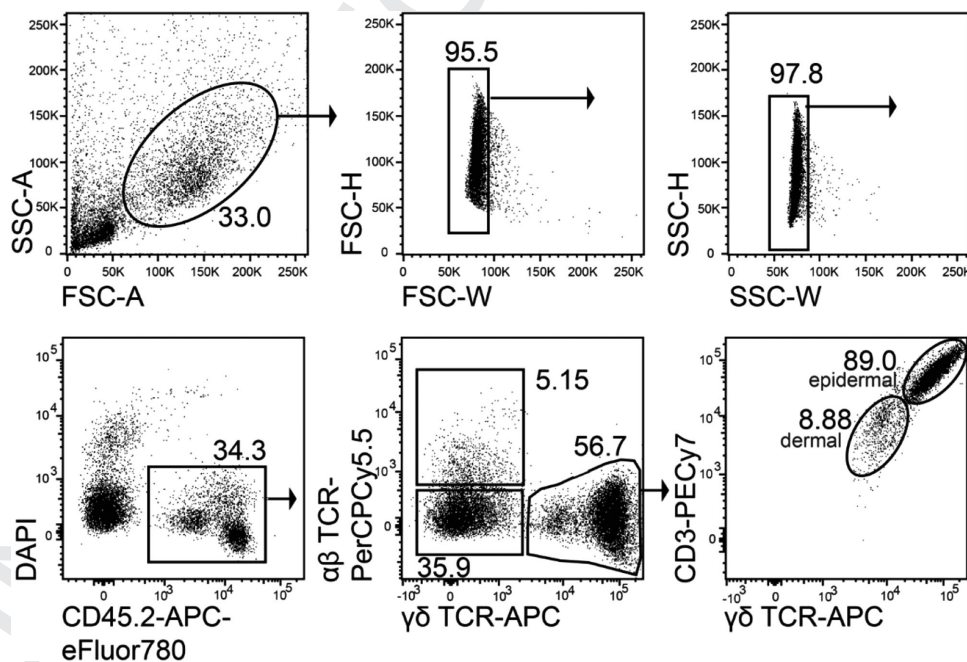 250K
200K
150K
100K
50K
0
SSC-A
33.0
0 50K 100K 150K 200K 250K
FSC-A
95.5
250K
200K
150K
100K
50K
0
FSC-H
0 50K 100K 150K 200K 250K
FSC-W
97.8
250K
200K
150K
100K
50K
0
SSC-H
0 50K 100K 150K 200K 250K
SSC-W
10^5
10^4
10^3
0
DAPI
34.3
0 10^3 10^4 10^5
CD45.2-APC-
eFluor780
10^5
10^4
10^3
0
αβ TCR-
PerCPCy5.5
5.15
56.7
35.9
-10^3 0 10^3 10^4 10^5
γδ TCR-APC
10^5
10^4
10^3
0
CD3-PECy7
89.0
epidermal
8.88
dermal
-10^3 0 10^3 10^4 10^5
γδ TCR-APC